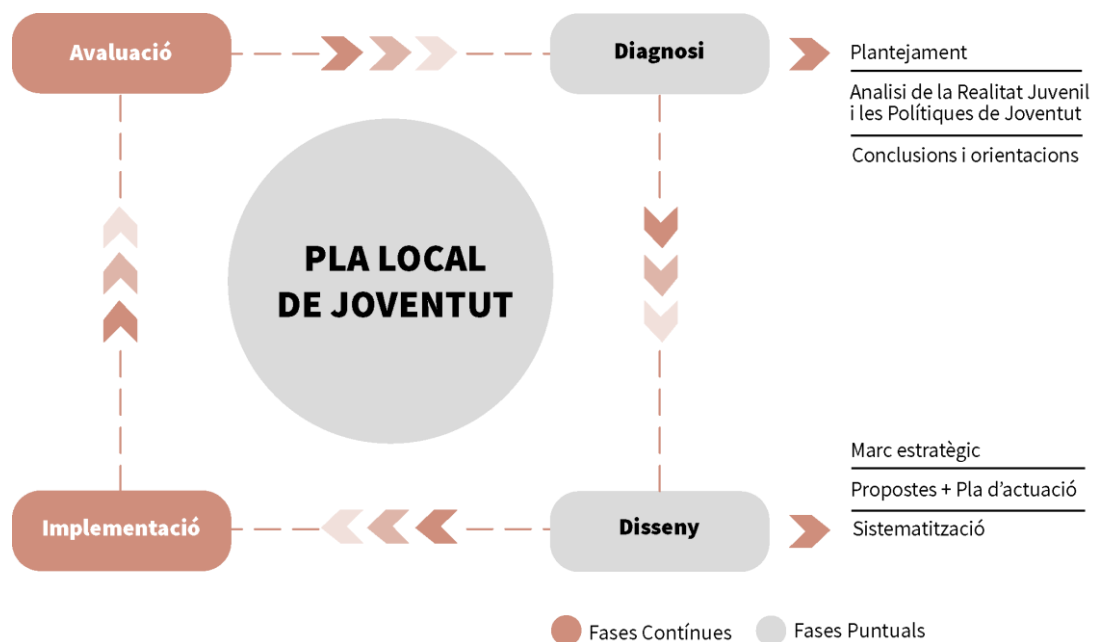 Avaluació
Diagnosi
Plantejament
Analisi de la Realitat Juvenil
i les Polítiques de Joventut
Conclusions i orientacions
PLA LOCAL
DE JOVENTUT
Implementació
Disseny
Marc estratègic
Propostes + Pla d'actuació
Sistematització
Fases Contínues
Fases Puntuals